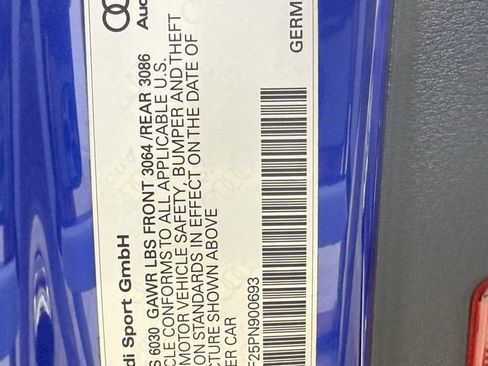 Aud
di Sport GmbH
S 6030 GAWR LBS FRONT 3064 /REAR 3086
CLE CONFORMS TO ALL APPLICABLE U.S.
MOTOR VEHICLE SAFETY, BUMPER AND THEFT
ON STANDARDS IN EFFECT ON THE DATE OF
CTURE SHOWN ABOVE
ER CAR
F25PN900693
GERM